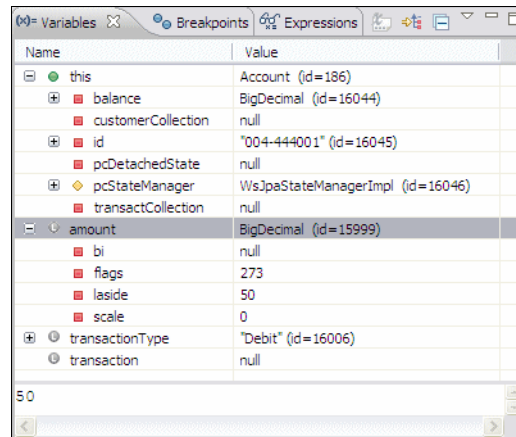 (x)= Variables Breakpoints Expressions
Name Value
this Account (id=186)
balance BigDecimal (id=16044)
customerCollection null
id "004-444001" (id=16045)
pcDetachedState null
pcStateManager WsJpaStateManagerImpl (id=16046)
transactCollection null
amount BigDecimal (id=15999)
bi null
flags 273
laside 50
scale 0
transactionType "Debit" (id=16006)
transaction null
50